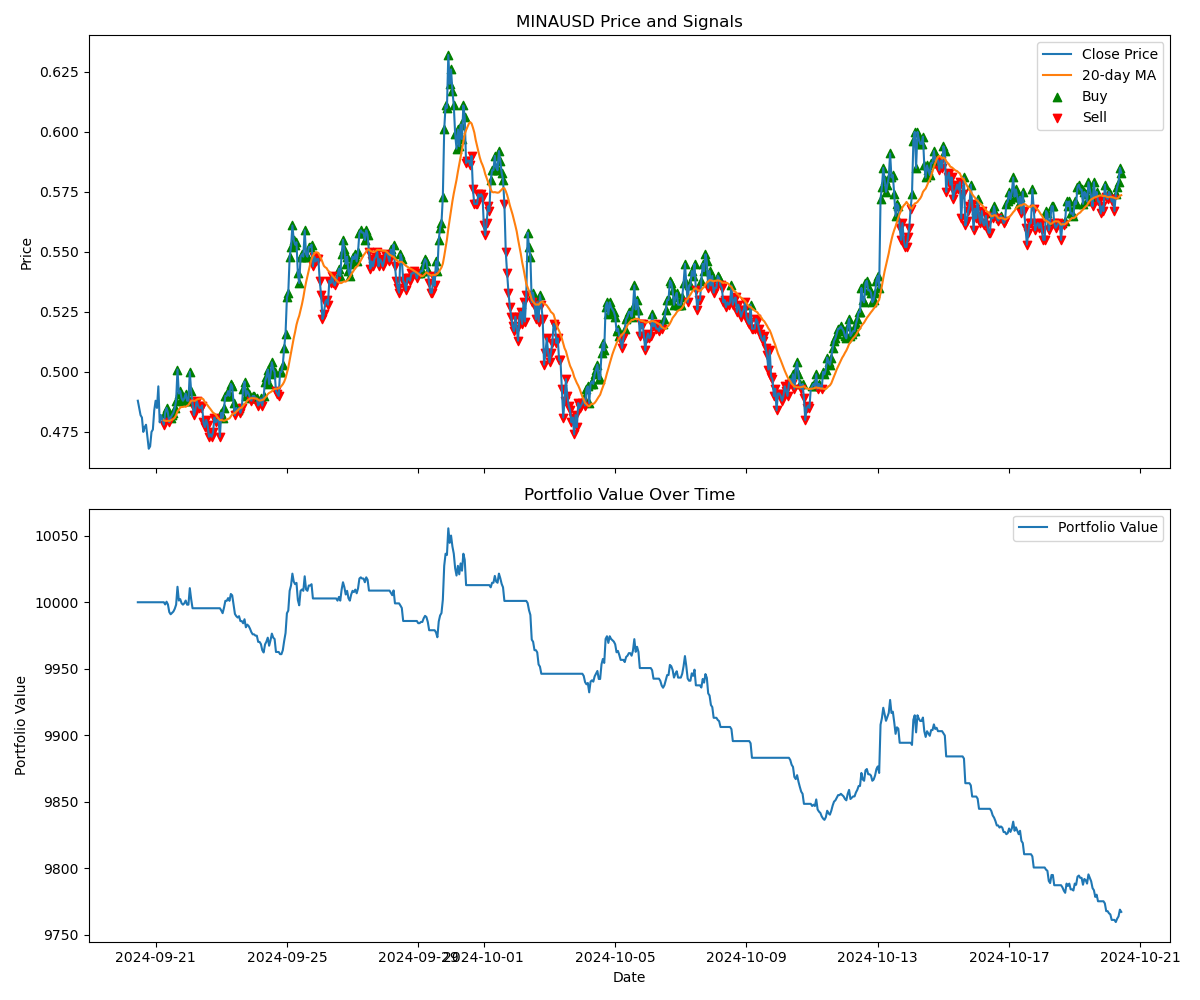 MINAUSD Price and Signals
Price
0.625
0.600
0.575
0.550
0.525
0.500
0.475
Close Price
20-day MA
Buy
Sell
Portfolio Value Over Time
Portfolio Value
10050
10000
9950
9900
9850
9800
9750
Portfolio Value
2024-09-21
2024-09-25
2024-09-29
2024-10-01
2024-10-05
2024-10-09
2024-10-13
2024-10-17
2024-10-21
Date